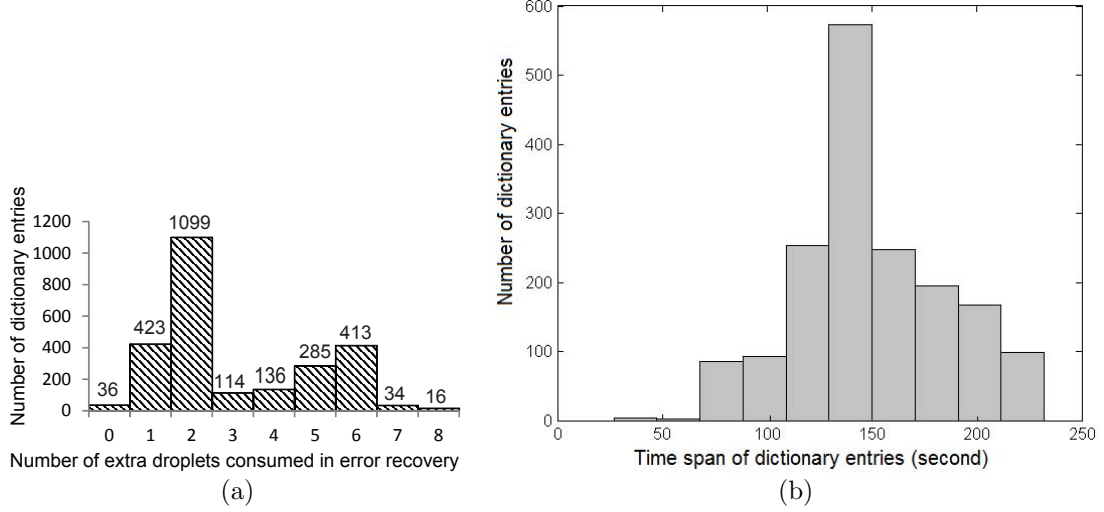 Number of dictionary entries
1200
1000
800
600
400
200
0
36
423
1099
114
136
285
413
34
16
0 1 2 3 4 5 6 7 8
Number of extra droplets consumed in error recovery
(a)
Number of dictionary entries
600
500
400
300
200
100
0
0 50 100 150 200 250
Time span of dictionary entries (second)
(b)